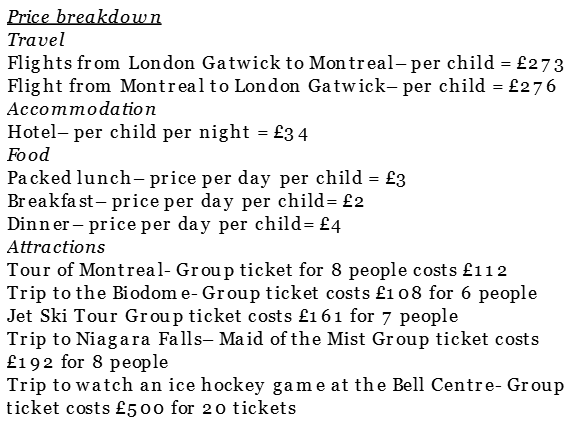 Price breakdown
Travel
Flights from London Gatwick to Montreal– per child = £273
Flight from Montreal to London Gatwick– per child = £276
Accommodation
Hotel– per child per night = £34
Food
Packed lunch– price per day per child = £3
Breakfast– price per day per child= £2
Dinner– price per day per child= £4
Attractions
Tour of Montreal- Group ticket for 8 people costs £112
Trip to the Biodome- Group ticket costs £108 for 6 people
Jet Ski Tour Group ticket costs £161 for 7 people
Trip to Niagara Falls– Maid of the Mist Group ticket costs
£192 for 8 people
Trip to watch an ice hockey game at the Bell Centre- Group
ticket costs £500 for 20 tickets